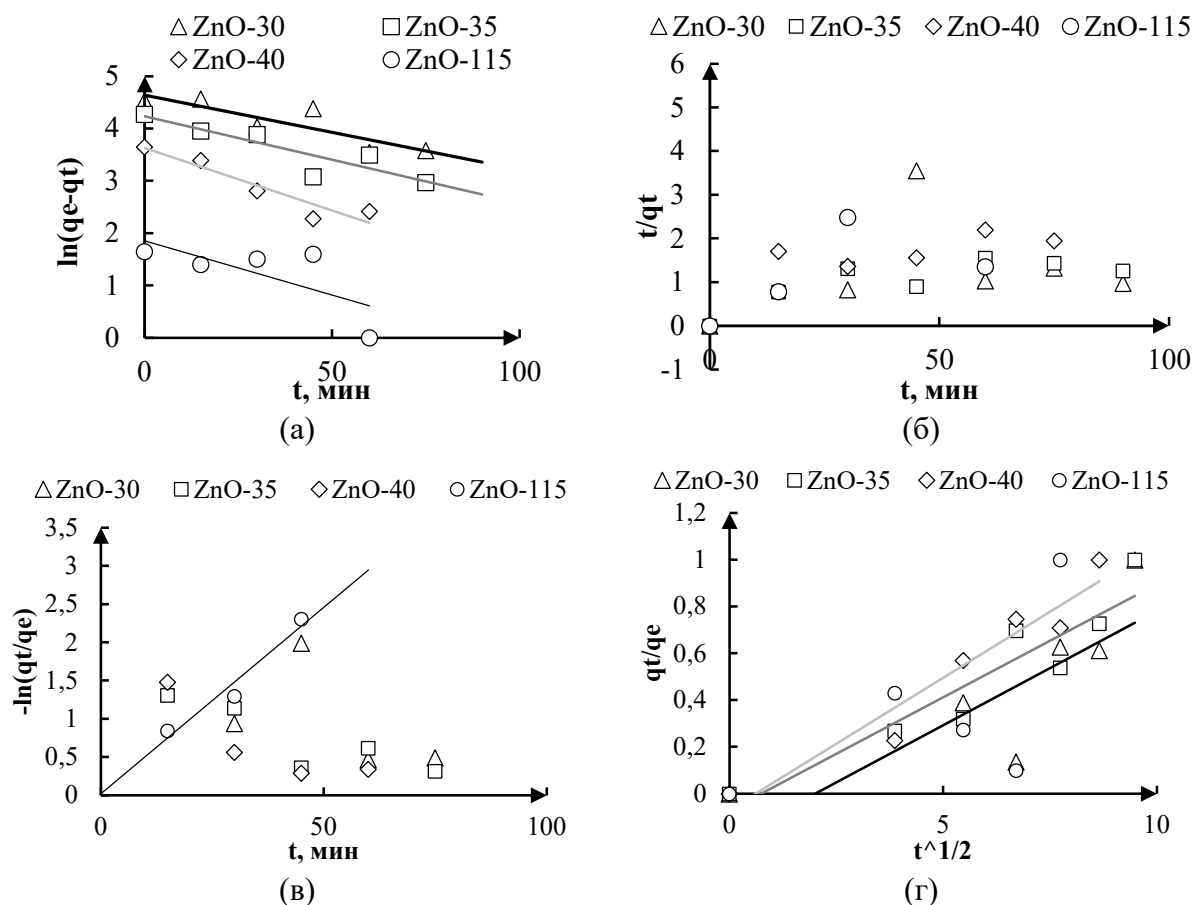 ZnO-30 ZnO-35
ZnO-40 ZnO-115
5
4
3
2
1
0
ln(qe-qt)
0 50 100
t, мин
(а)
ZnO-30 ZnO-35 ZnO-40 ZnO-115
6
5
4
3
2
1
0
-1
t/qt
0 50 100
t, мин
(б)
ZnO-30 ZnO-35 ZnO-40 ZnO-115
3,5
3
2,5
2
1,5
1
0,5
0
-ln(qt/qe)
0 50 100
t, мин
(в)
ZnO-30 ZnO-35 ZnO-40 ZnO-115
1,2
1
0,8
0,6
0,4
0,2
0
qt/qe
0 5 10
t^1/2
(г)